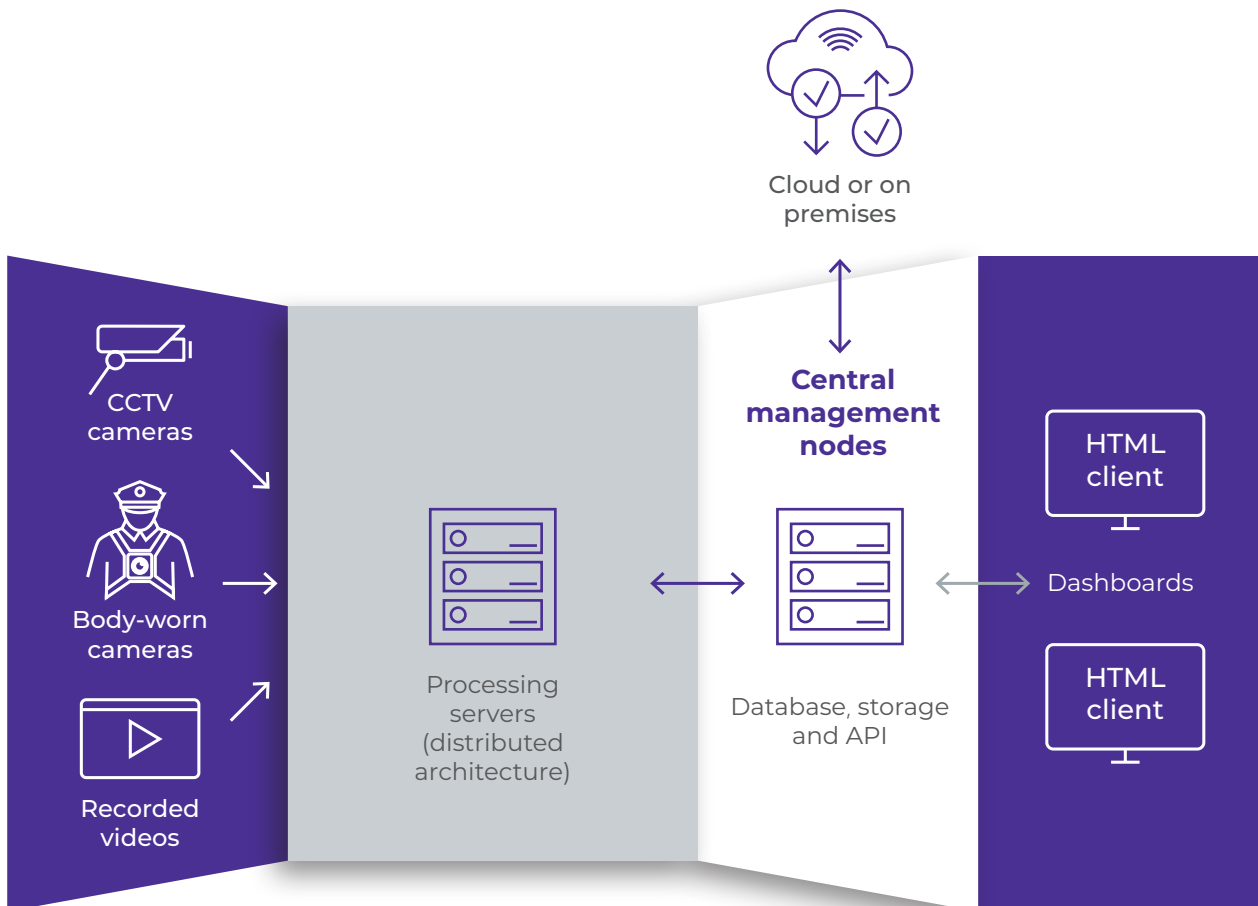 Cloud or on
premises
CCTV
cameras
Body-worn
cameras
Recorded
videos
Processing
servers
(distributed
architecture)
Central
management
nodes
Database, storage
and API
HTML
client
Dashboards
HTML
client